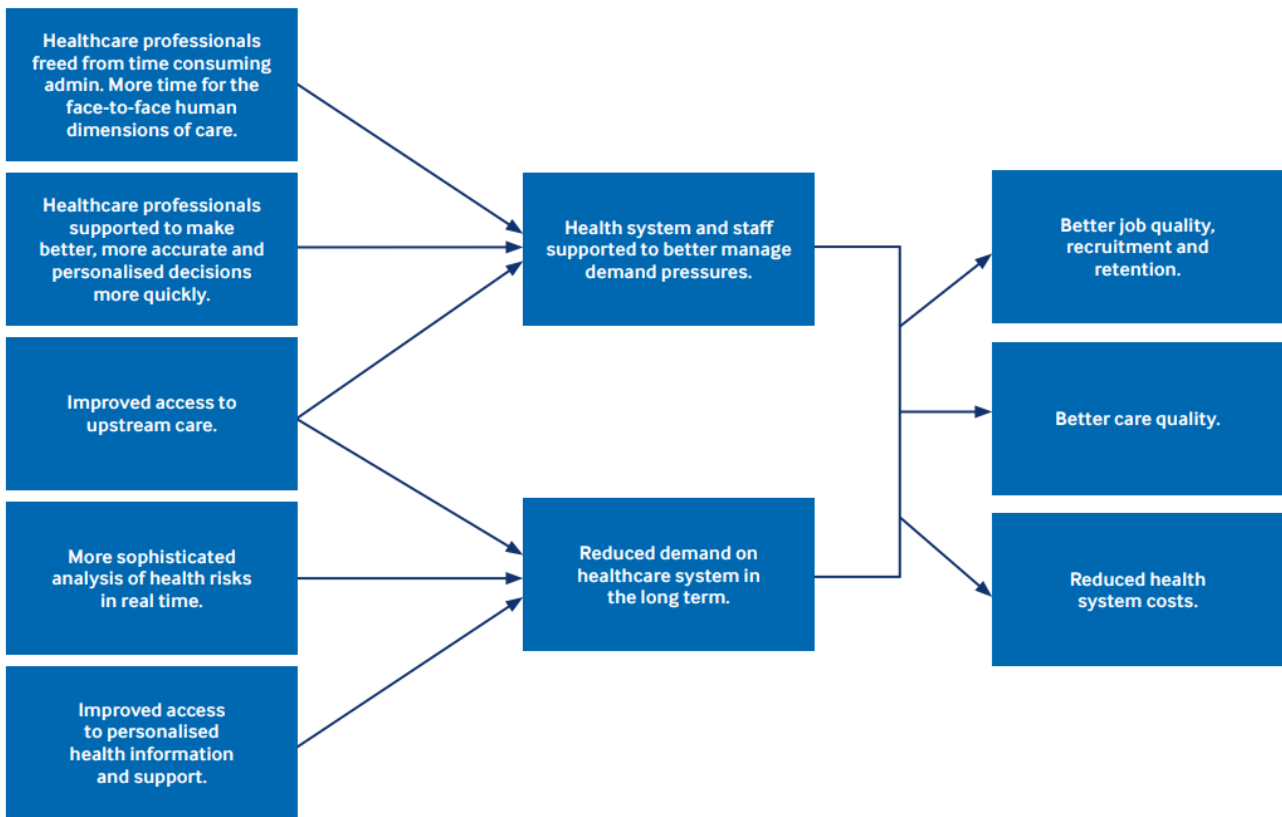 Healthcare professionals
freed from time consuming
admin. More time for the
face-to-face human
dimensions of care.
Healthcare professionals
supported to make
better, more accurate and
personalised decisions
more quickly.
Improved access to
upstream care.
More sophisticated
analysis of health risks
in real time.
Improved access
to personalised
health information
and support.
Health system and staff
supported to better manage
demand pressures.
Reduced demand on
healthcare system in
the long term.
Better job quality,
recruitment and
retention.
Better care quality.
Reduced health
system costs.